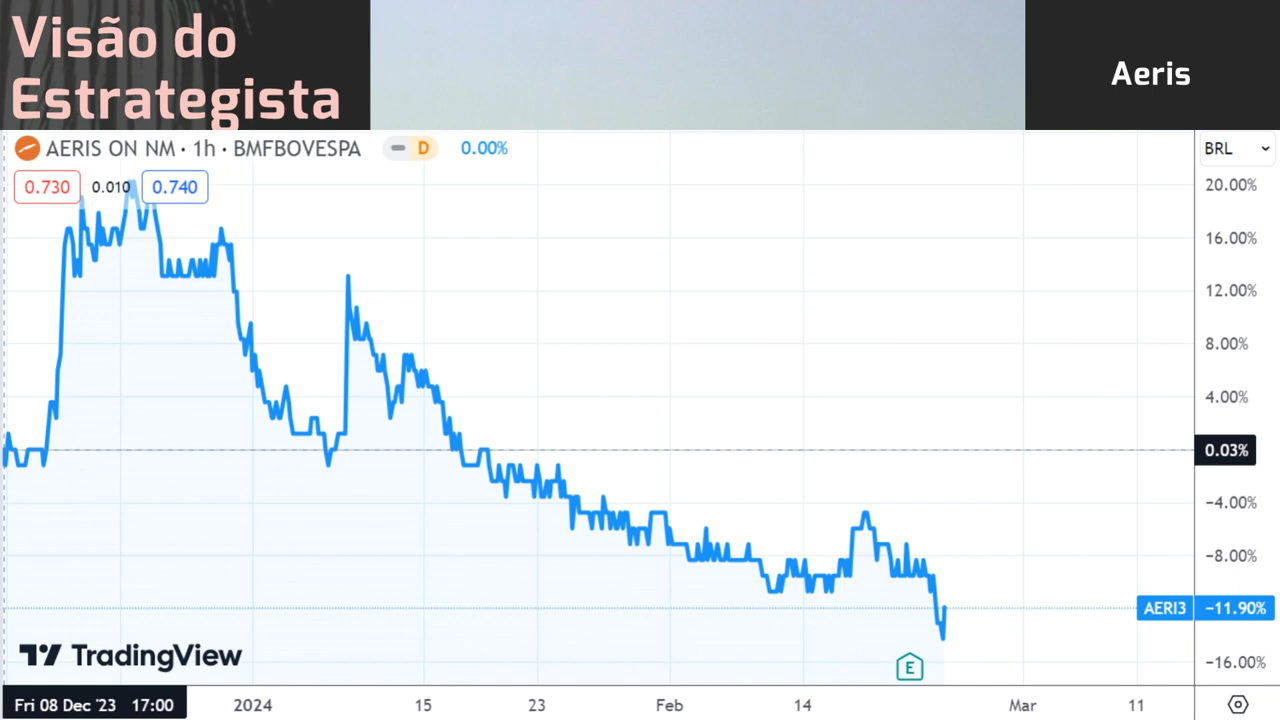 Visão do
Estrategista
Aeris
AERIS ON NM · 1h · BMFBOVESPA
D
0.00%
BRL
0.730
0.010
0.740
20.00%
16.00%
12.00%
8.00%
4.00%
0.03%
−4.00%
−8.00%
AERI3
−11.90%
−16.00%
TradingView
E
Fri 08 Dec '23 17:00
2024
15
23
Feb
14
Mar
11